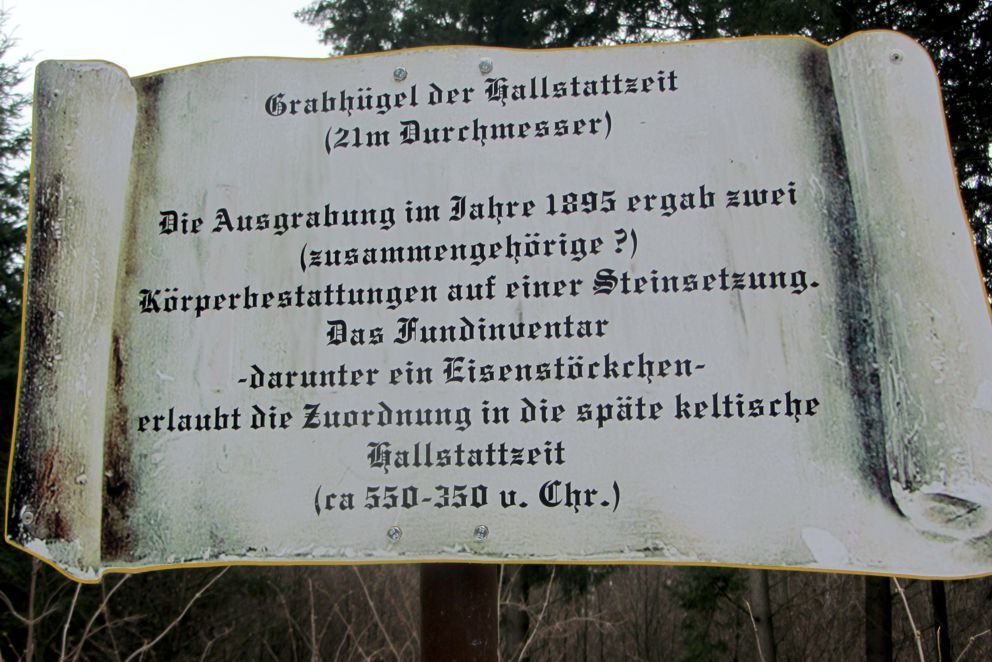 Grabhügel der Hallstattzeit
(21m Durchmesser)
Die Ausgrabung im Jahre 1895 ergab zwei
(zusammengehörige ?)
Körperbestattungen auf einer Steinsetzung.
Das Fundinventar
-darunter ein Eisenstöckchen-
erlaubt die Zuordnung in die späte keltische
Hallstattzeit
(ca 550-350 v. Chr.)